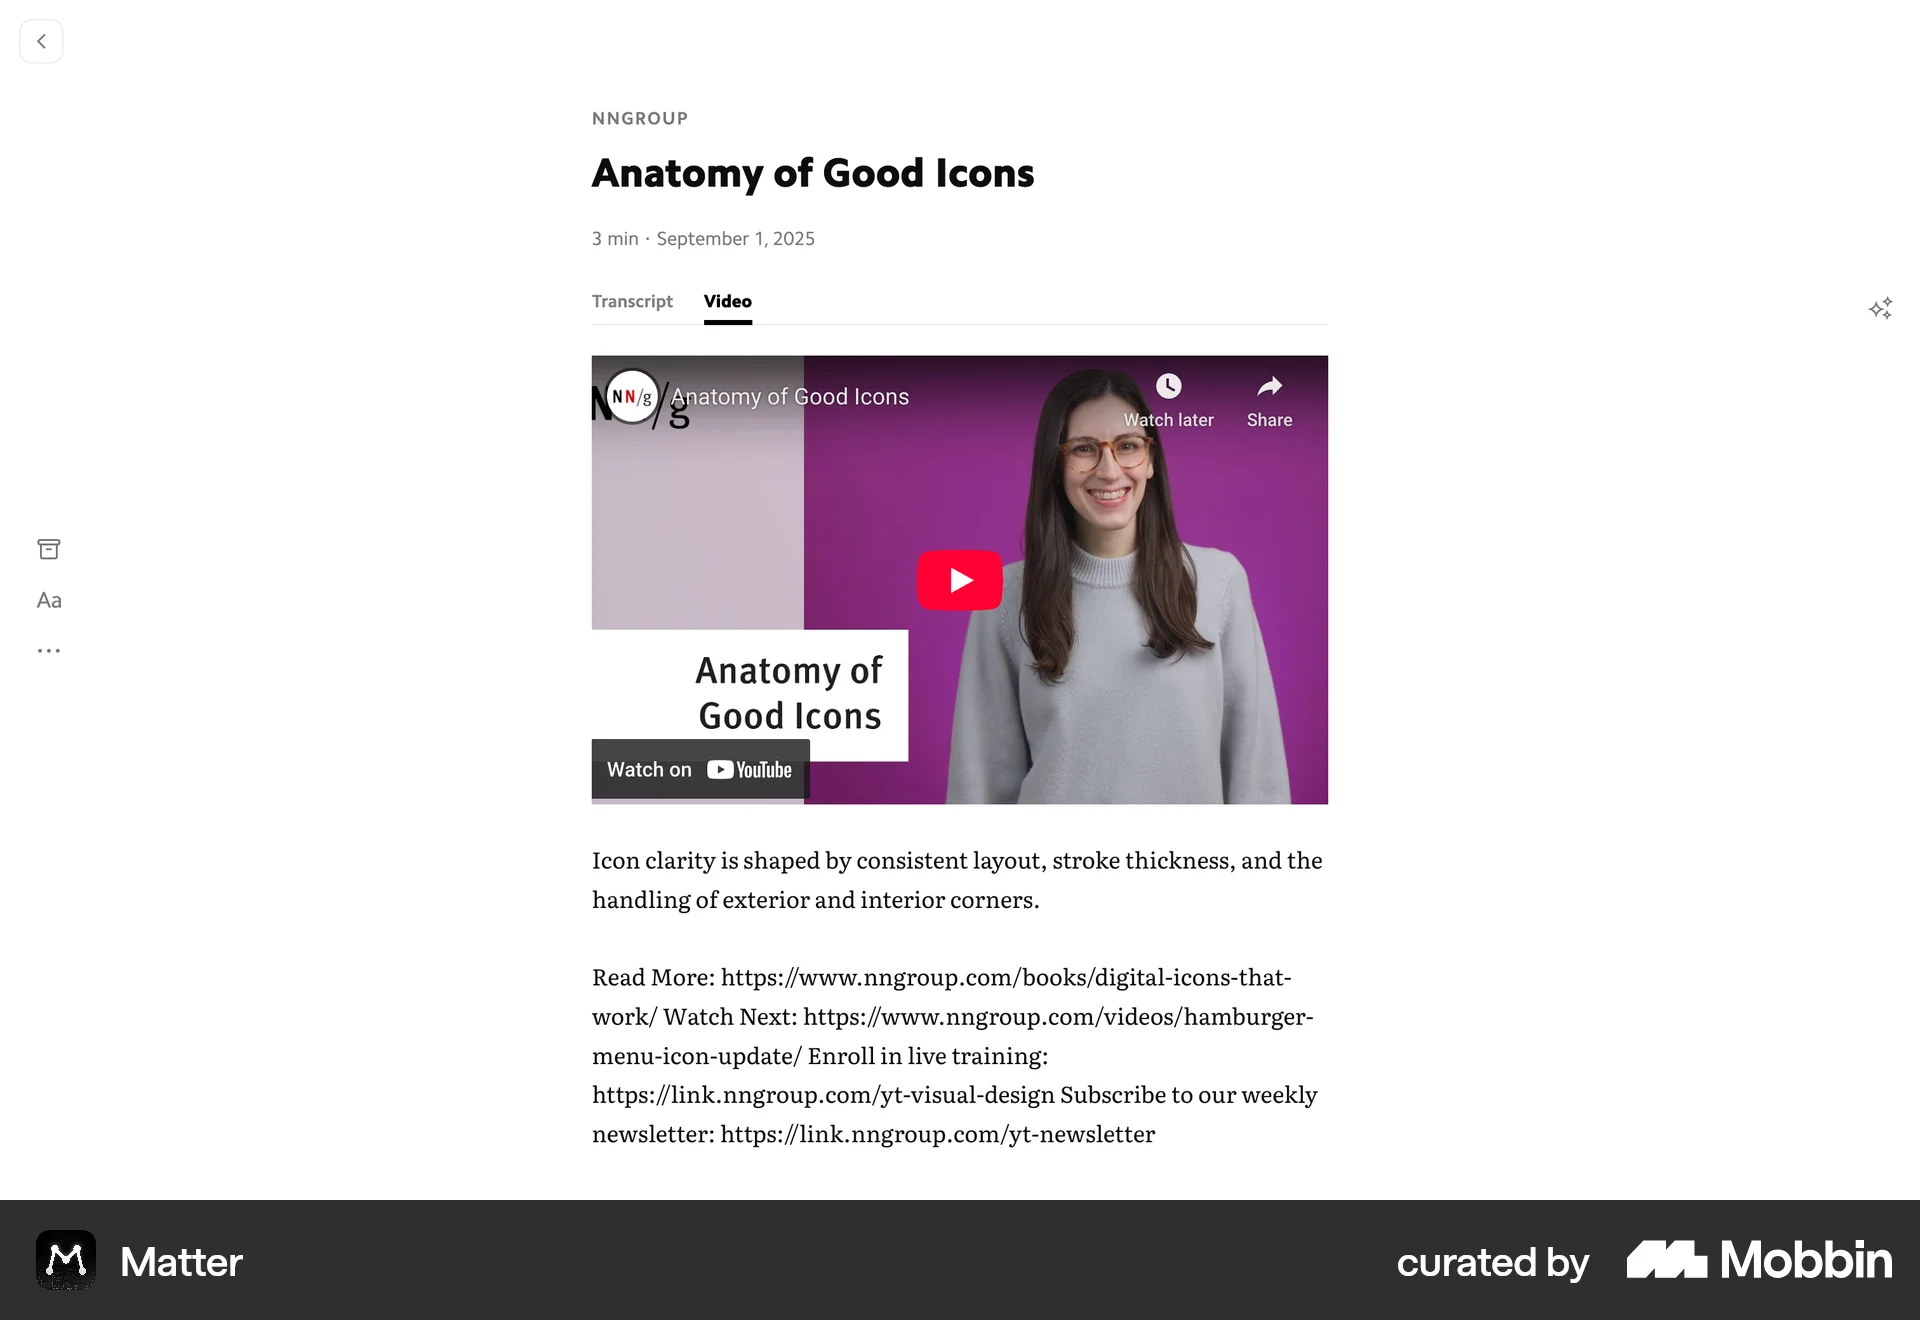 NNGROUP
Anatomy of Good Icons
3 min · September 1, 2025
Transcript
Video
NN/g
NN/g
Anatomy of Good Icons
Watch later
Share
Aa
Anatomy of
Good Icons
Watch on YouTube
Icon clarity is shaped by consistent layout, stroke thickness, and the
handling of exterior and interior corners.
Read More: https://www.nngroup.com/books/digital-icons-that-
work/ Watch Next: https://www.nngroup.com/videos/hamburger-
menu-icon-update/ Enroll in live training:
https://link.nngroup.com/yt-visual-design Subscribe to our weekly
newsletter: https://link.nngroup.com/yt-newsletter
Matter
curated by Mobbin